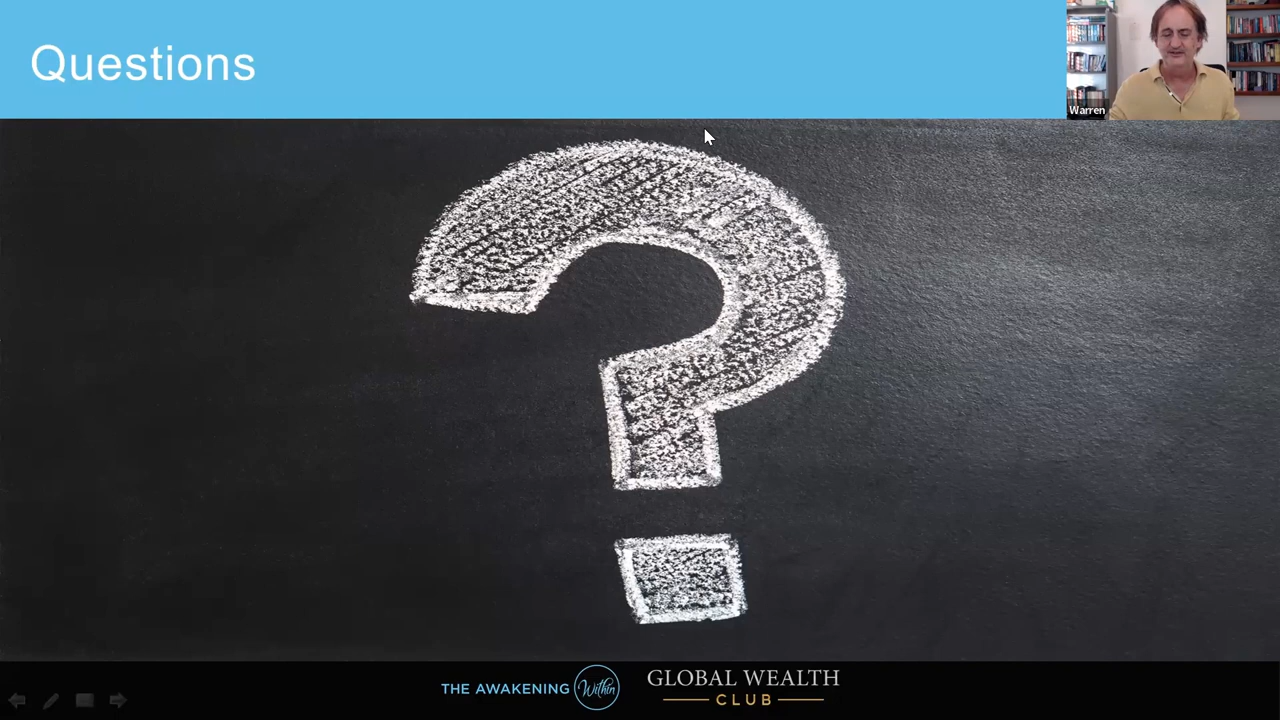 Questions
Warren
?
THE AWAKENING Within
GLOBAL WEALTH
CLUB